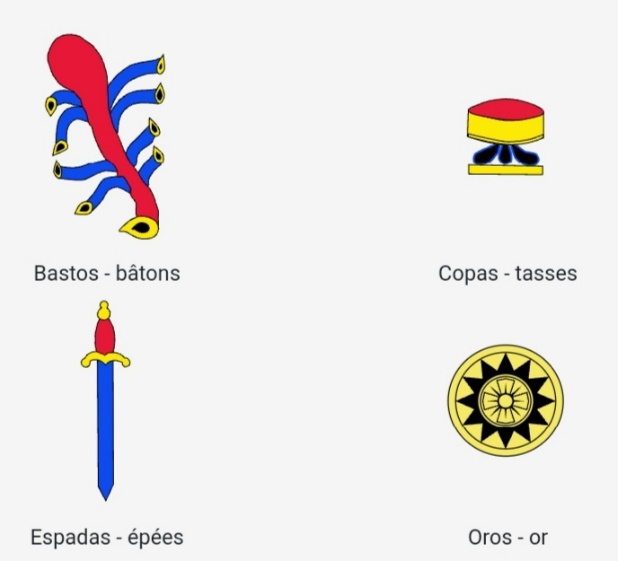 Bastos - bâtons
Copas - tasses
Espadas - épées
Oros - or